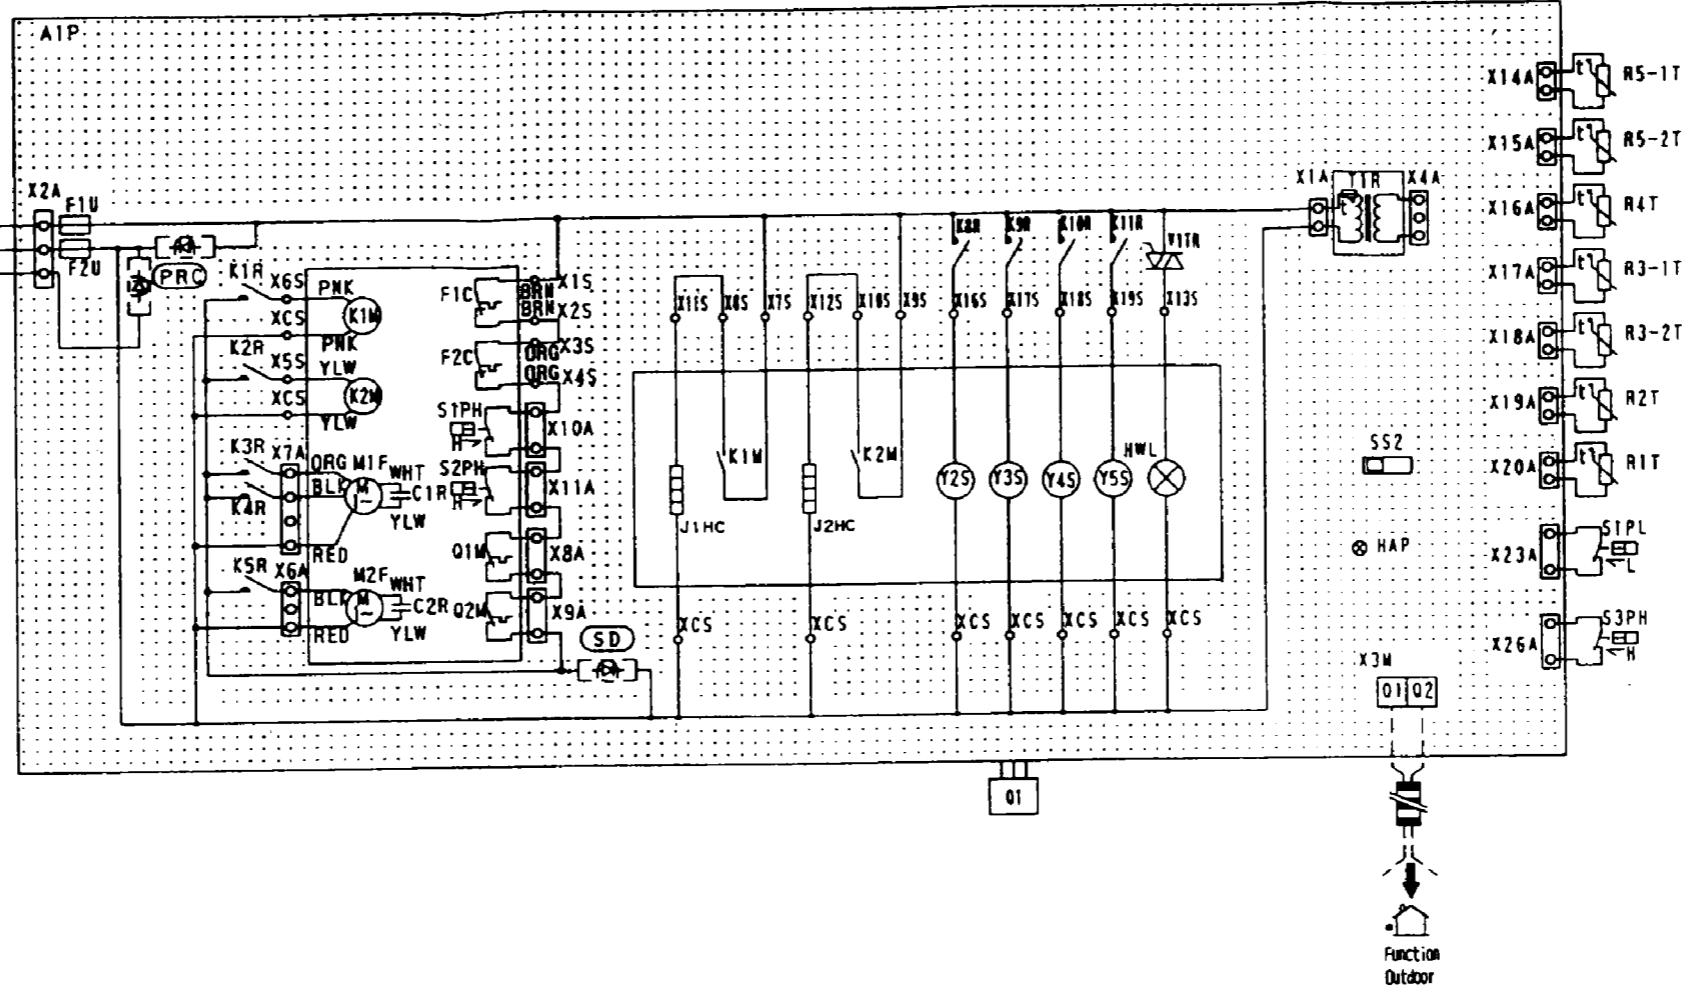 A1P
X14A R5-1T
X15A R5-2T
X1A T1R X4A
X2A F1U
X16A R4T
K8R K9R K10R K11R
V1TR
F2U PRC
K1R X6S PNK
F1C BRN X1S
BRN X2S
X17A R3-1T
X11S X8S X7S X12S X10S X9S X16S X17S X18S X19S X13S
XCS K1M
PNK
K2R X5S YLW
F2C ORG X3S
ORG X4S
X18A R3-2T
XCS K2M
YLW
S1PH
H
X10A
X19A R2T
K3R X7A ORG M1F WHT
BLK M C1R
~
K4R YLW
RED
S2PH
H
X11A
K1M K2M
J1HC J2HC
Y2S Y3S Y4S Y5S HWL
SS2
X20A R1T
HAP
Q1M X8A
X23A S1PL
L
K5R X6A M2F WHT
BLK M C2R
~
RED YLW
Q2M X9A
SD
XCS XCS XCS XCS XCS XCS XCS
X26A S3PH
H
X3M
01 02
Q1
Function
Outdoor